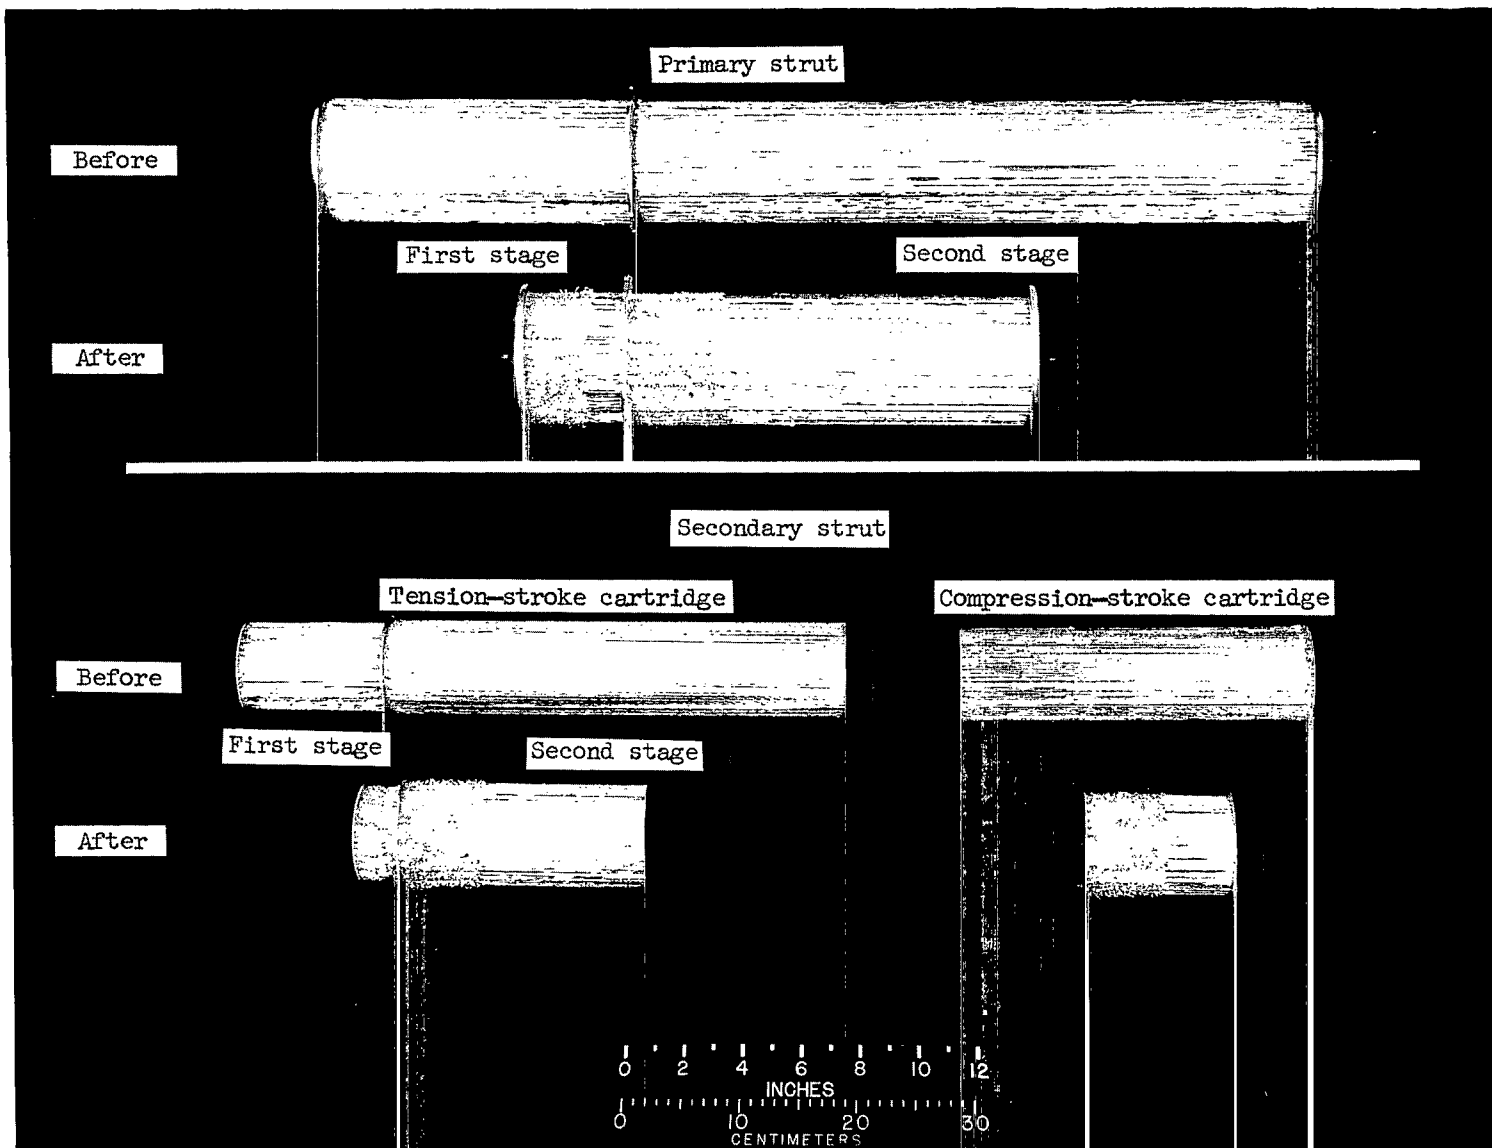 Primary strut
Before
First stage
Second stage
After
Secondary strut
Tension-stroke cartridge
Compression-stroke cartridge
Before
First stage
Second stage
After
0 2 4 6 8 10 12
INCHES
0 10 20 30
CENTIMETERS